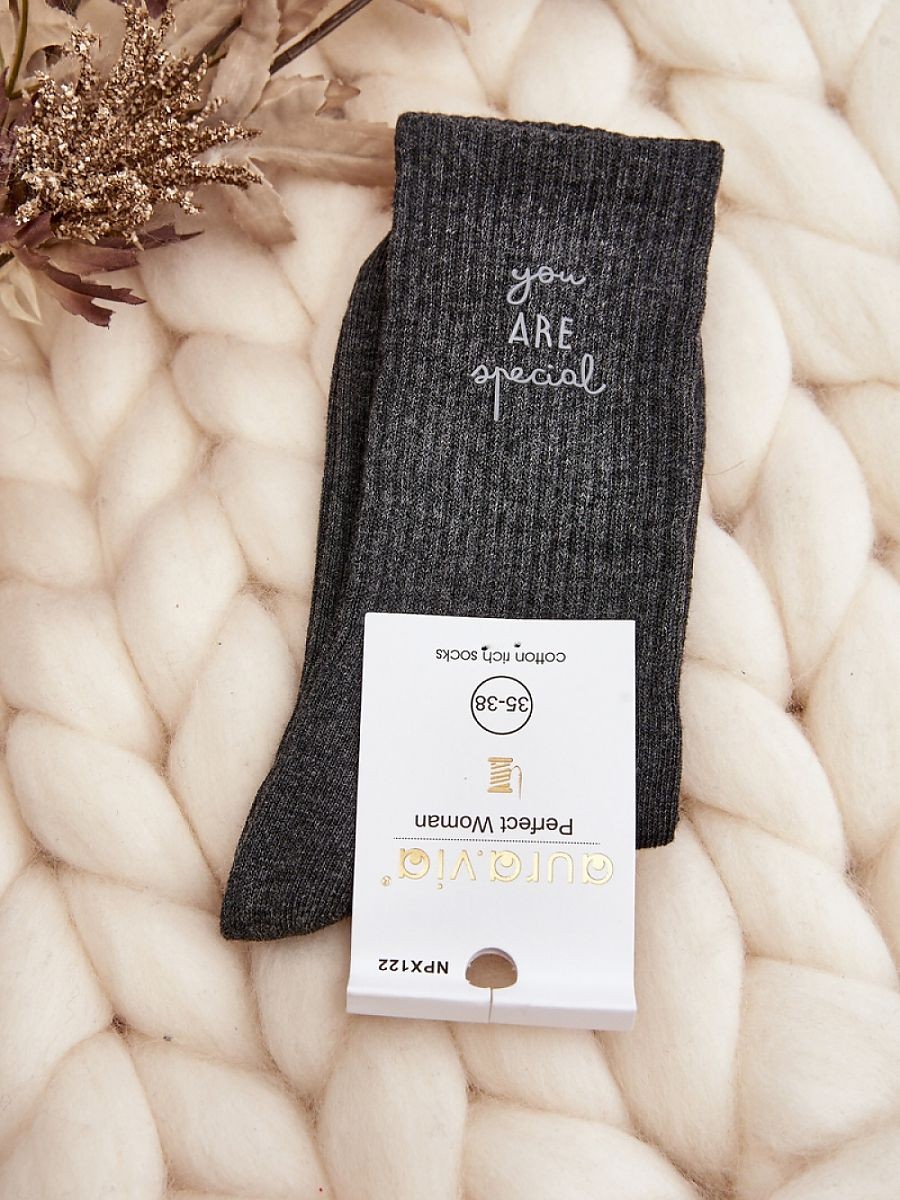 you
ARE
special
NPX122
aura.via®
Perfect Woman
35-38
cotton rich socks